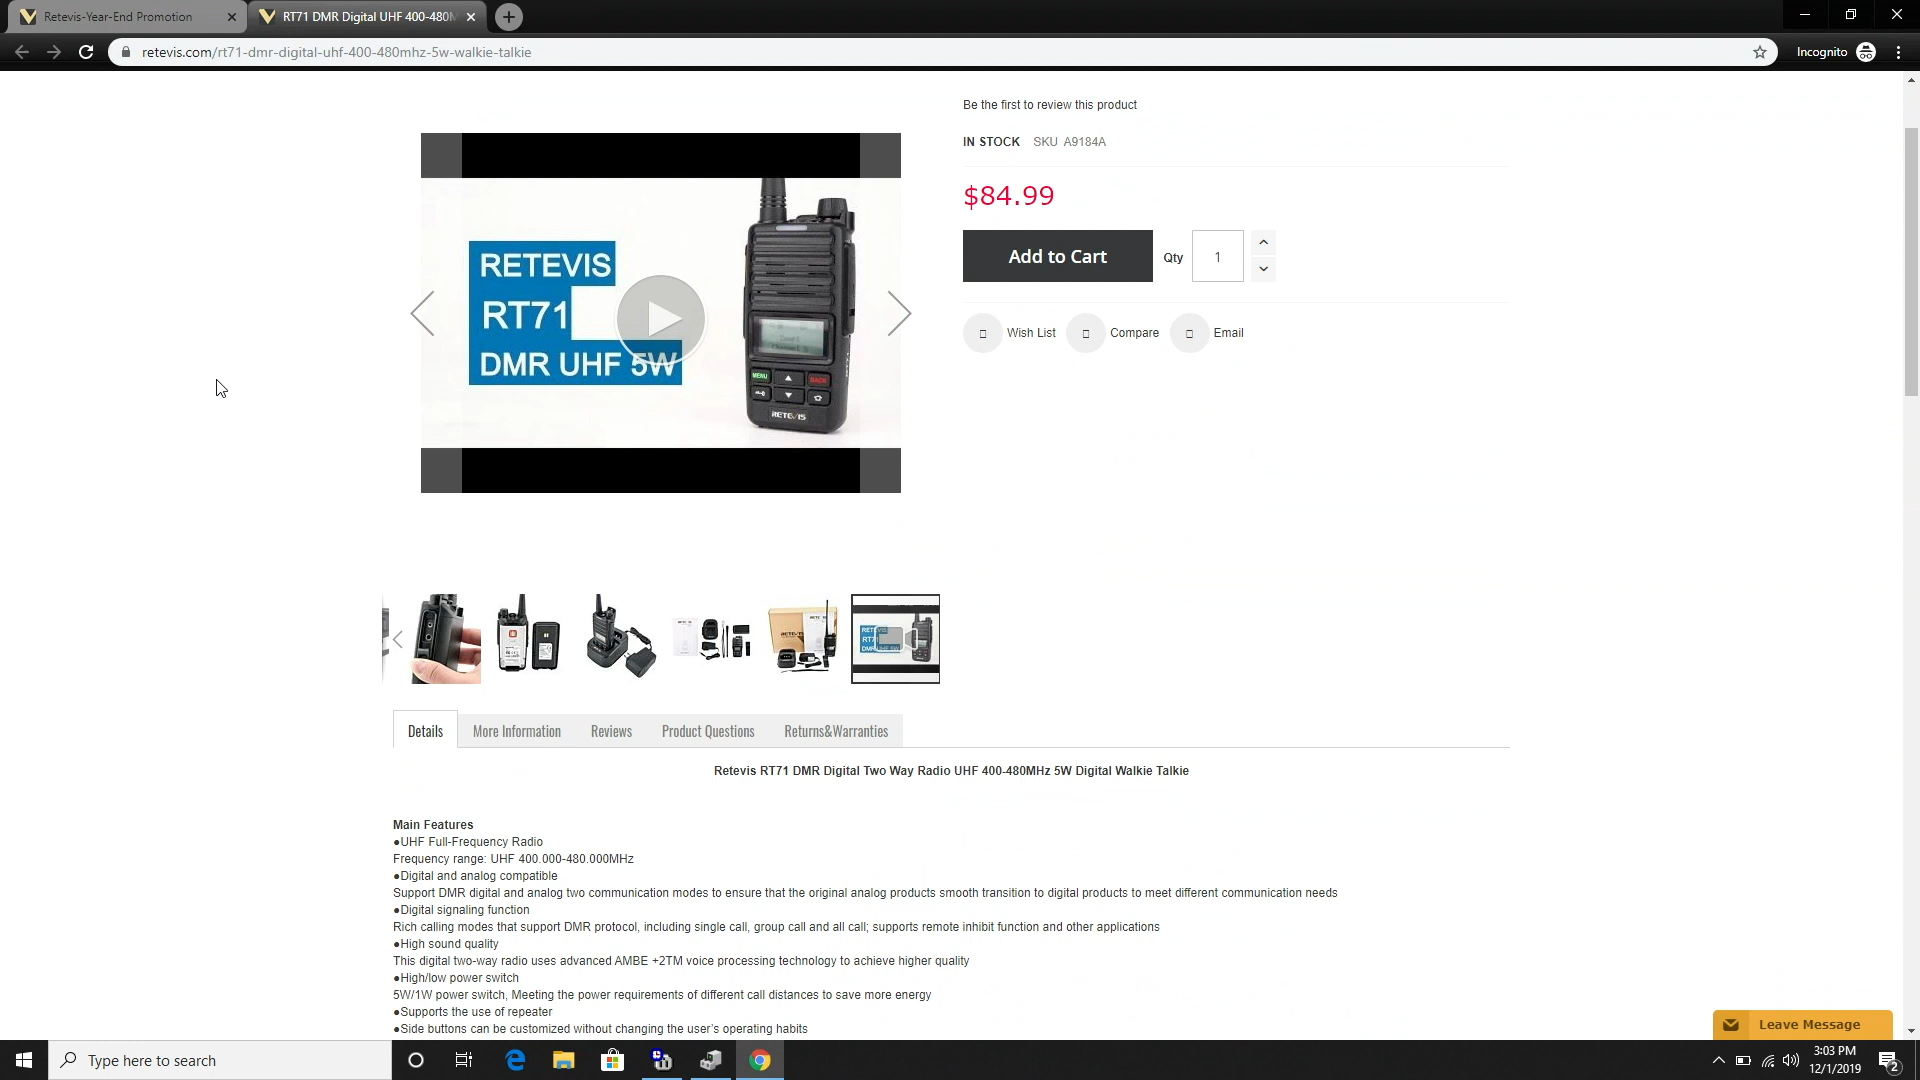 Retevis-Year-End Promotion
RT71 DMR Digital UHF 400-480M
retevis.com/rt71-dmr-digital-uhf-400-480mhz-5w-walkie-talkie
Incognito
Be the first to review this product
IN STOCK SKU A9184A
$84.99
Add to Cart Qty 1
Wish List Compare Email
RETEVIS
RT71
DMR UHF 5W
MENU BACK
RETEVIS
Details More Information Reviews Product Questions Returns&Warranties
Retevis RT71 DMR Digital Two Way Radio UHF 400-480MHz 5W Digital Walkie Talkie
Main Features
●UHF Full-Frequency Radio
Frequency range: UHF 400.000-480.000MHz
●Digital and analog compatible
Support DMR digital and analog two communication modes to ensure that the original analog products smooth transition to digital products to meet different communication needs
●Digital signaling function
Rich calling modes that support DMR protocol, including single call, group call and all call; supports remote inhibit function and other applications
●High sound quality
This digital two-way radio uses advanced AMBE +2TM voice processing technology to achieve higher quality
●High/low power switch
5W/1W power switch, Meeting the power requirements of different call distances to save more energy
●Supports the use of repeater
●Side buttons can be customized without changing the user's operating habits
Leave Message
Type here to search
3:03 PM
12/1/2019
2